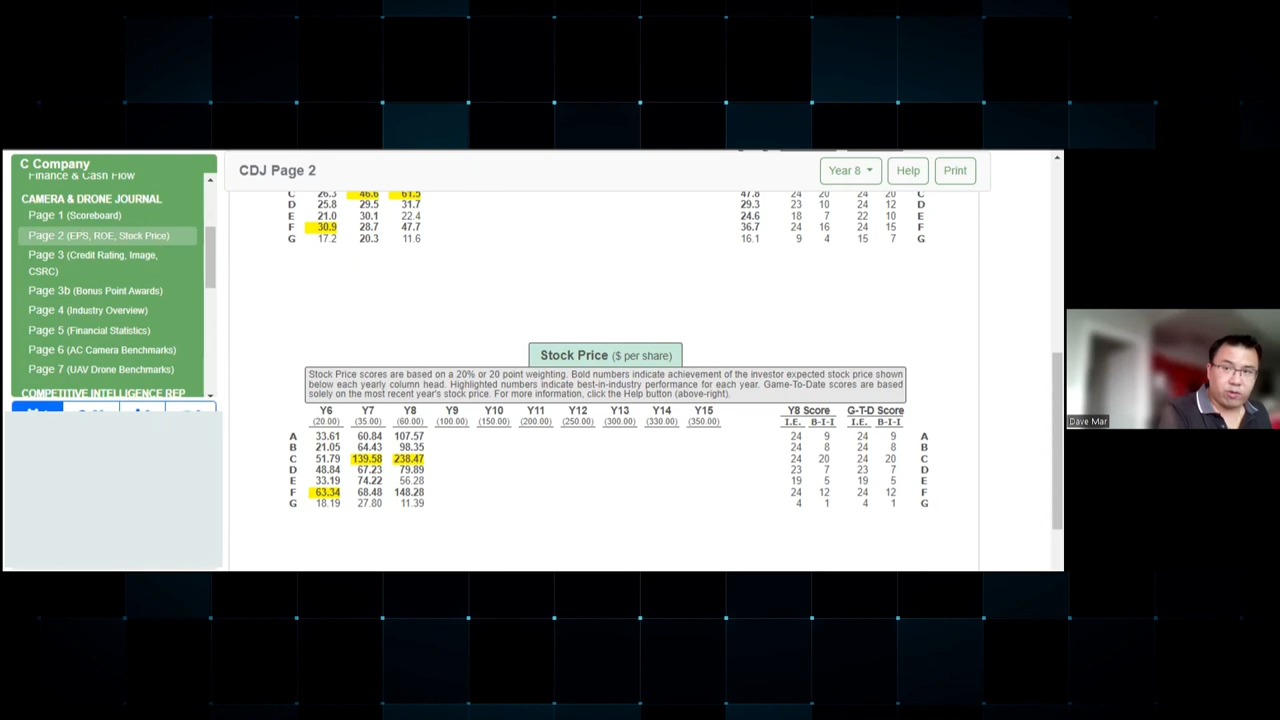 C Company
Finance & Cash Flow
CAMERA & DRONE JOURNAL
Page 1 (Scoreboard)
Page 2 (EPS, ROE, Stock Price)
Page 3 (Credit Rating, Image,
CSRC)
Page 3b (Bonus Point Awards)
Page 4 (Industry Overview)
Page 5 (Financial Statistics)
Page 6 (AC Camera Benchmarks)
Page 7 (UAV Drone Benchmarks)
COMPETITIVE INTELLIGENCE REP
CDJ Page 2
Year 8
Help
Print
C 26.3 46.6 61.5 47.8 24 20 24 20 C
D 25.8 29.5 31.7 29.3 23 10 24 12 D
E 21.0 30.1 22.4 24.6 18 7 22 10 E
F 30.9 28.7 47.7 36.7 24 16 24 15 F
G 17.2 20.3 11.6 16.1 9 4 15 7 G
Stock Price ($ per share)
Stock Price scores are based on a 20% or 20 point weighting. Bold numbers indicate achievement of the investor expected stock price shown
below each yearly column head. Highlighted numbers indicate best-in-industry performance for each year. Game-To-Date scores are based
solely on the most recent year's stock price. For more information, click the Help button (above-right).
Y6 Y7 Y8 Y9 Y10 Y11 Y12 Y13 Y14 Y15 Y8 Score G-T-D Score
(20.00) (35.00) (60.00) (100.00) (150.00) (200.00) (250.00) (300.00) (330.00) (350.00) I.E. B-I-I I.E. B-I-I
A 33.61 60.84 107.57 24 9 24 9 A
B 21.05 64.43 98.35 24 8 24 8 B
C 51.79 139.58 238.47 24 20 24 20 C
D 48.84 67.23 79.89 23 7 23 7 D
E 33.19 74.22 56.28 19 5 19 5 E
F 63.34 68.48 148.28 24 12 24 12 F
G 18.19 27.80 11.39 4 1 4 1 G
Dave Mar